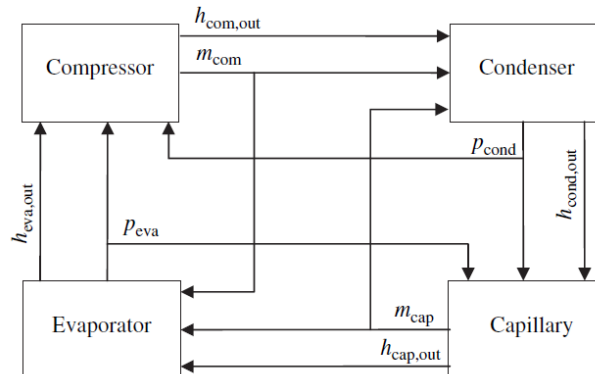 h_com,out
Compressor
m_com
Condenser
p_cond
h_eva,out
h_cond,out
p_eva
Evaporator
m_cap
Capillary
h_cap,out